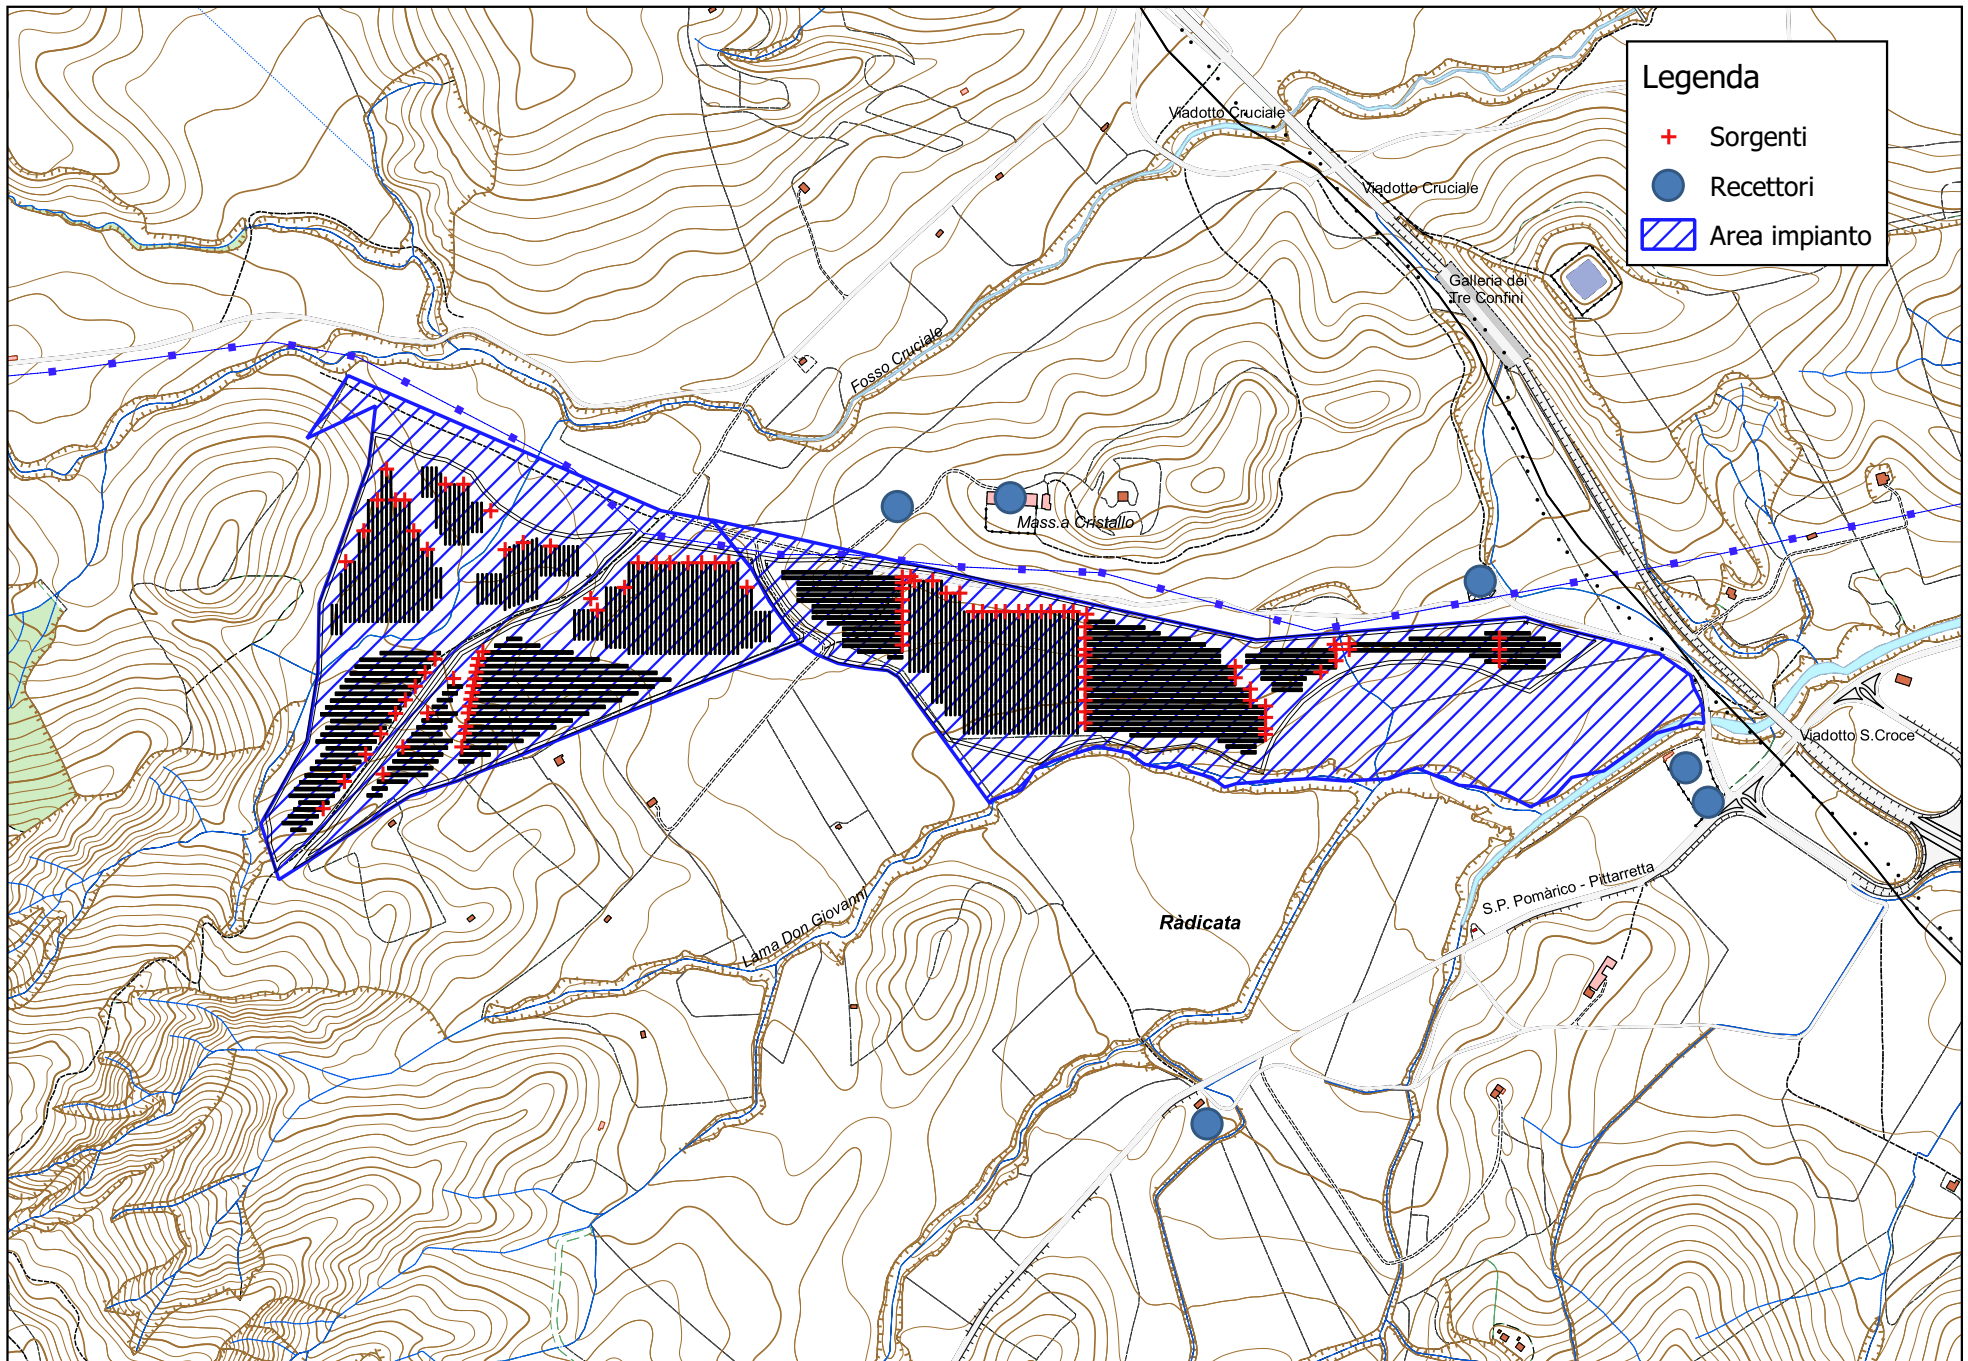 Legenda
Sorgenti
Recettori
Area impianto
Viadotto Cruciale
Viadotto Cruciale
Galleria dei
Tre Confini
Fosso Cruciale
Mass.a Cristallo
Viadotto S.Croce
S.P. Pomàrico - Pittarretta
Lama Don Giovanni
Ràdicata